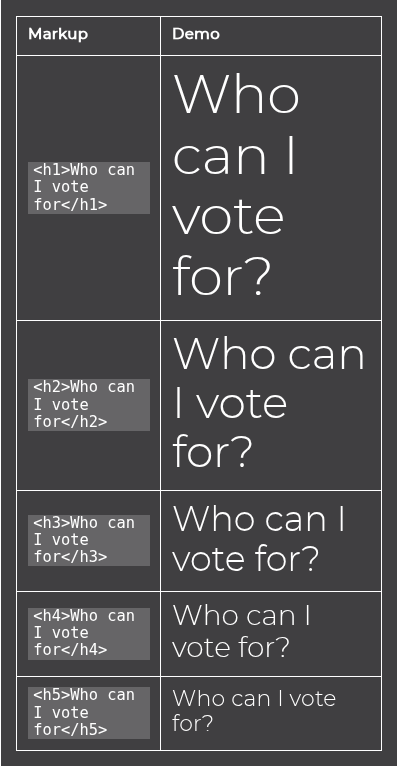 Markup Demo
<h1>Who can
I vote
for</h1>
Who
can I
vote
for?
<h2>Who can
I vote
for</h2>
Who can
I vote
for?
<h3>Who can
I vote
for</h3>
Who can I
vote for?
<h4>Who can
I vote
for</h4>
Who can I
vote for?
<h5>Who can
I vote
for</h5>
Who can I vote
for?